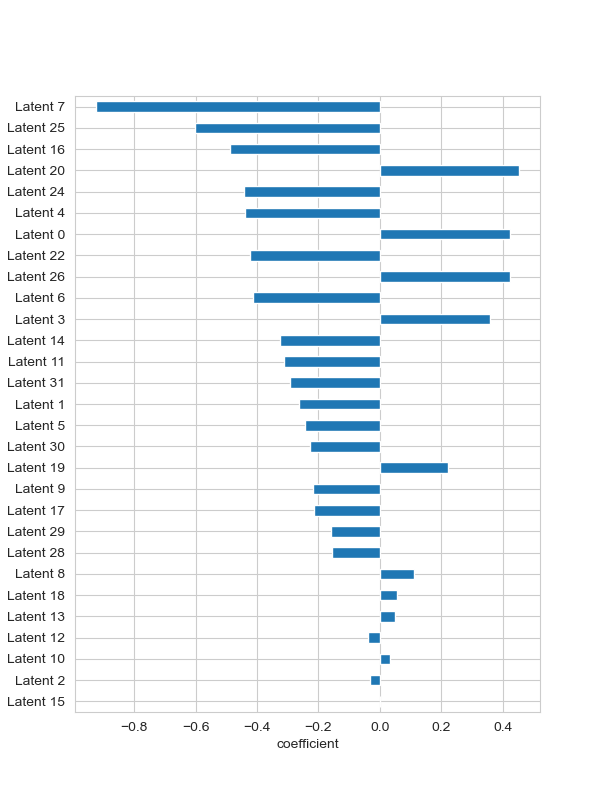 Latent 7
Latent 25
Latent 16
Latent 20
Latent 24
Latent 4
Latent 0
Latent 22
Latent 26
Latent 6
Latent 3
Latent 14
Latent 11
Latent 31
Latent 1
Latent 5
Latent 30
Latent 19
Latent 9
Latent 17
Latent 29
Latent 28
Latent 8
Latent 18
Latent 13
Latent 12
Latent 10
Latent 2
Latent 15
−0.8 −0.6 −0.4 −0.2 0.0 0.2 0.4
coefficient